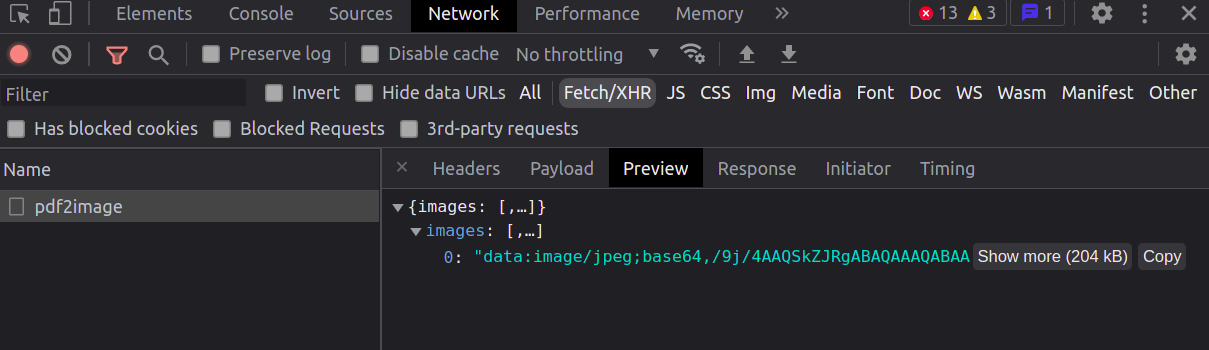 Elements Console Sources Network Performance Memory » 13 3 1
Preserve log Disable cache No throttling
Filter Invert Hide data URLs All Fetch/XHR JS CSS Img Media Font Doc WS Wasm Manifest Other
Has blocked cookies Blocked Requests 3rd-party requests
Name × Headers Payload Preview Response Initiator Timing
pdf2image ▼{images: [,…]}
▼images: [,…]
0: "data:image/jpeg;base64,/9j/4AAQSkZJRgABAQAAAQABAA Show more (204 kB) Copy